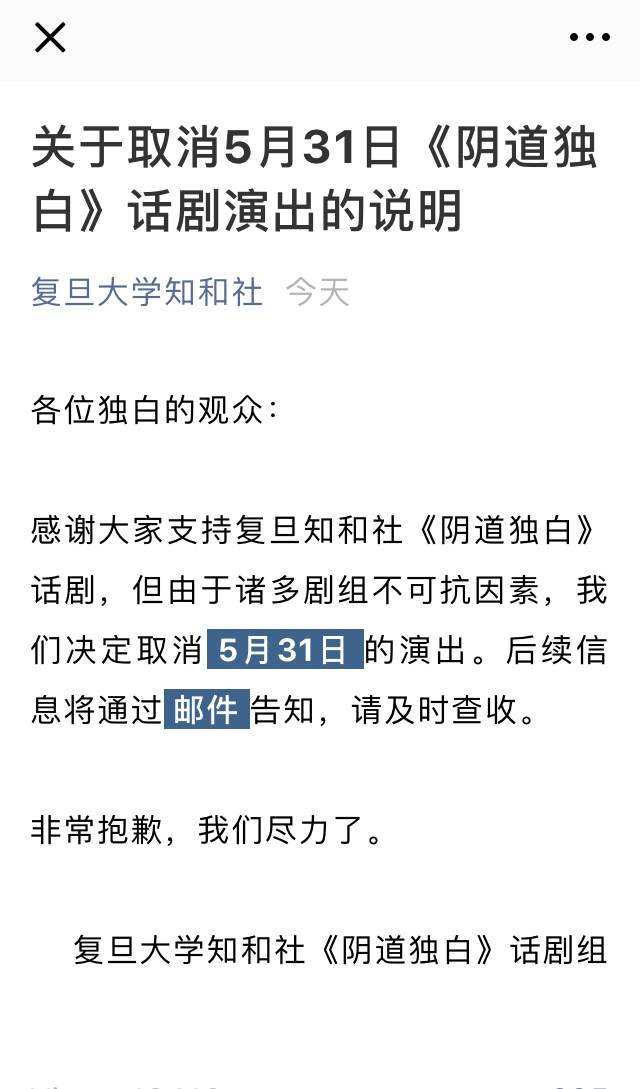 关于取消5月31日《阴道独
白》话剧演出的说明
复旦大学知和社 今天
各位独白的观众：
感谢大家支持复旦知和社《阴道独白》
话剧，但由于诸多剧组不可抗因素，我
们决定取消 5月31日 的演出。后续信
息将通过 邮件 告知，请及时查收。
非常抱歉，我们尽力了。
复旦大学知和社《阴道独白》话剧组